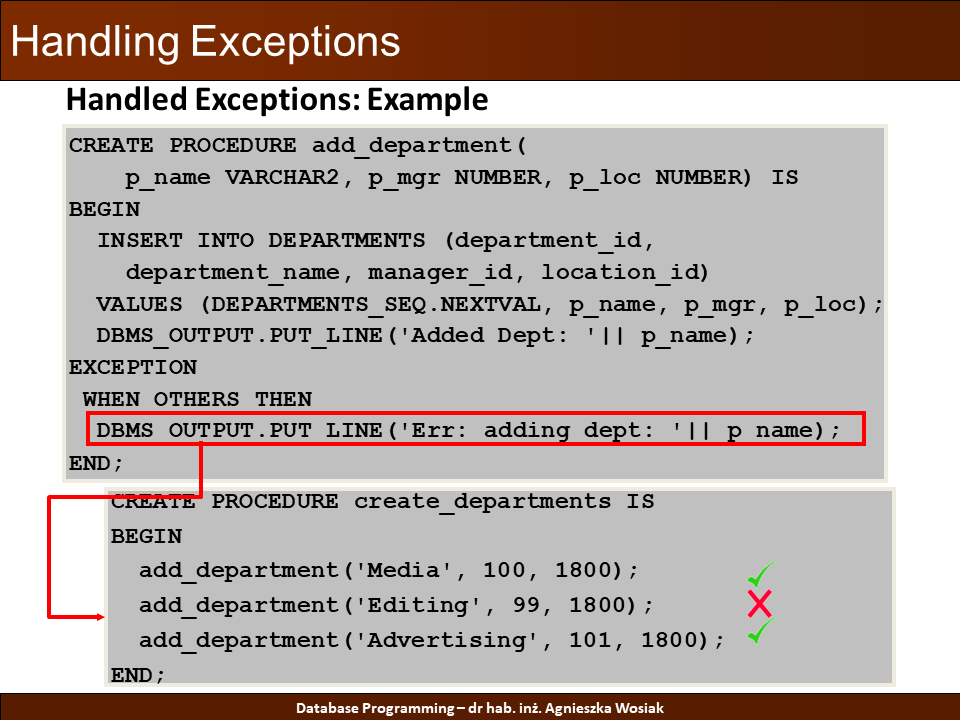 Handling Exceptions
Handled Exceptions: Example
CREATE PROCEDURE add_department(
    p_name VARCHAR2, p_mgr NUMBER, p_loc NUMBER) IS
BEGIN
  INSERT INTO DEPARTMENTS (department_id,
    department_name, manager_id, location_id)
  VALUES (DEPARTMENTS_SEQ.NEXTVAL, p_name, p_mgr, p_loc);
  DBMS_OUTPUT.PUT_LINE('Added Dept: '|| p_name);
EXCEPTION
 WHEN OTHERS THEN
  DBMS_OUTPUT.PUT_LINE('Err: adding dept: '|| p_name);
END;
CREATE PROCEDURE create_departments IS
BEGIN
  add_department('Media', 100, 1800);
  add_department('Editing', 99, 1800);
  add_department('Advertising', 101, 1800);
END;
Database Programming – dr hab. inż. Agnieszka Wosiak